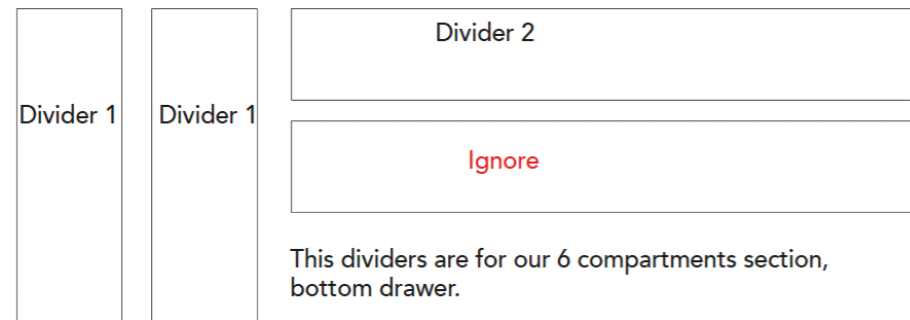 Divider 1
Divider 1
Divider 2
Ignore
This dividers are for our 6 compartments section,
bottom drawer.